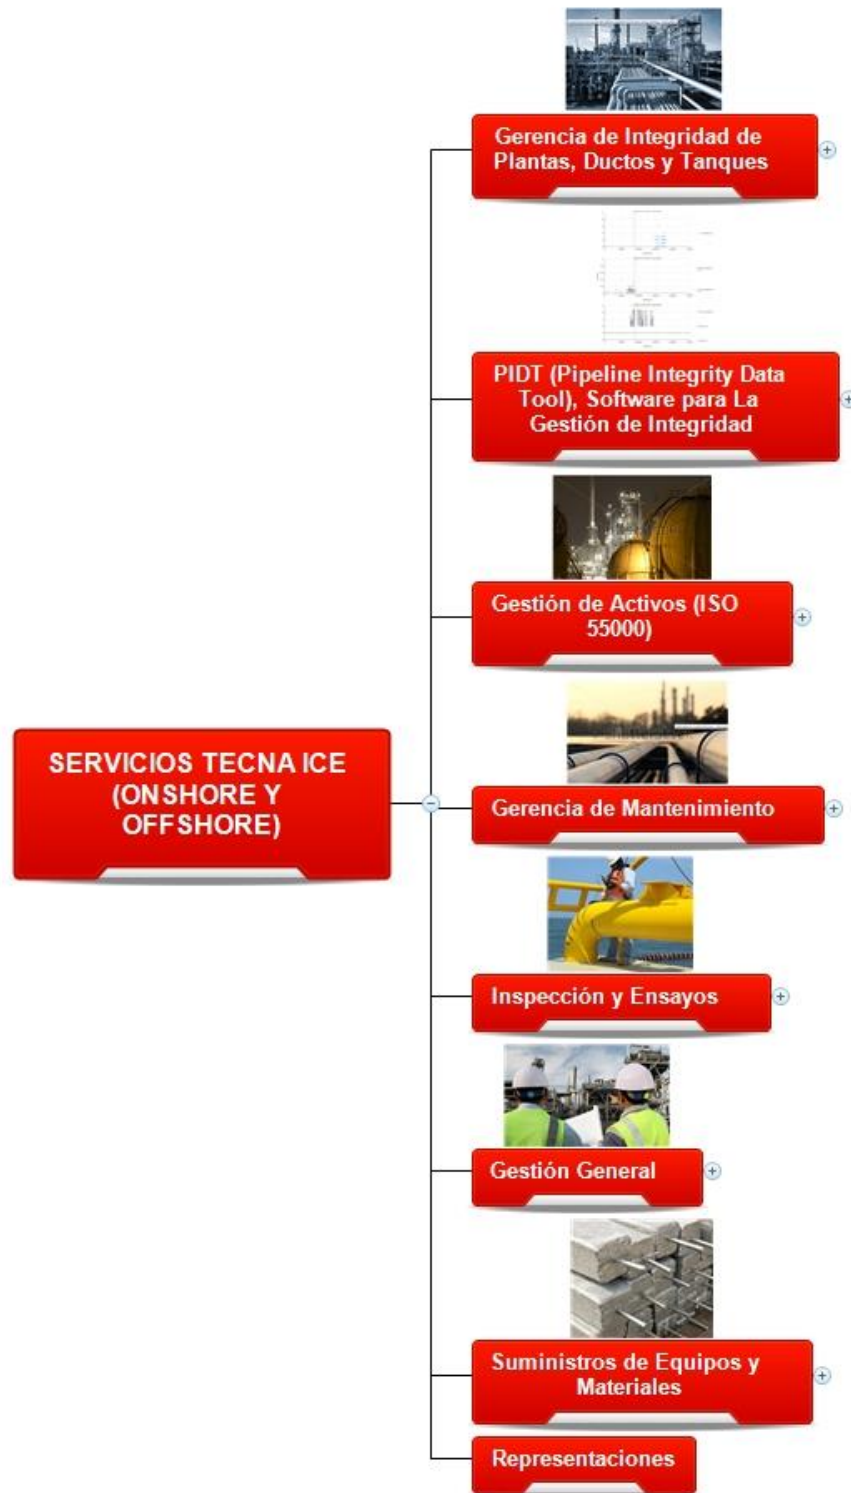 Gerencia de Integridad de
Plantas, Ductos y Tanques
PIDT (Pipeline Integrity Data
Tool), Software para La
Gestión de Integridad
Gestión de Activos (ISO
55000)
SERVICIOS TECNA ICE
(ONSHORE Y
OFFSHORE)
Gerencia de Mantenimiento
Inspección y Ensayos
Gestión General
Suministros de Equipos y
Materiales
Representaciones